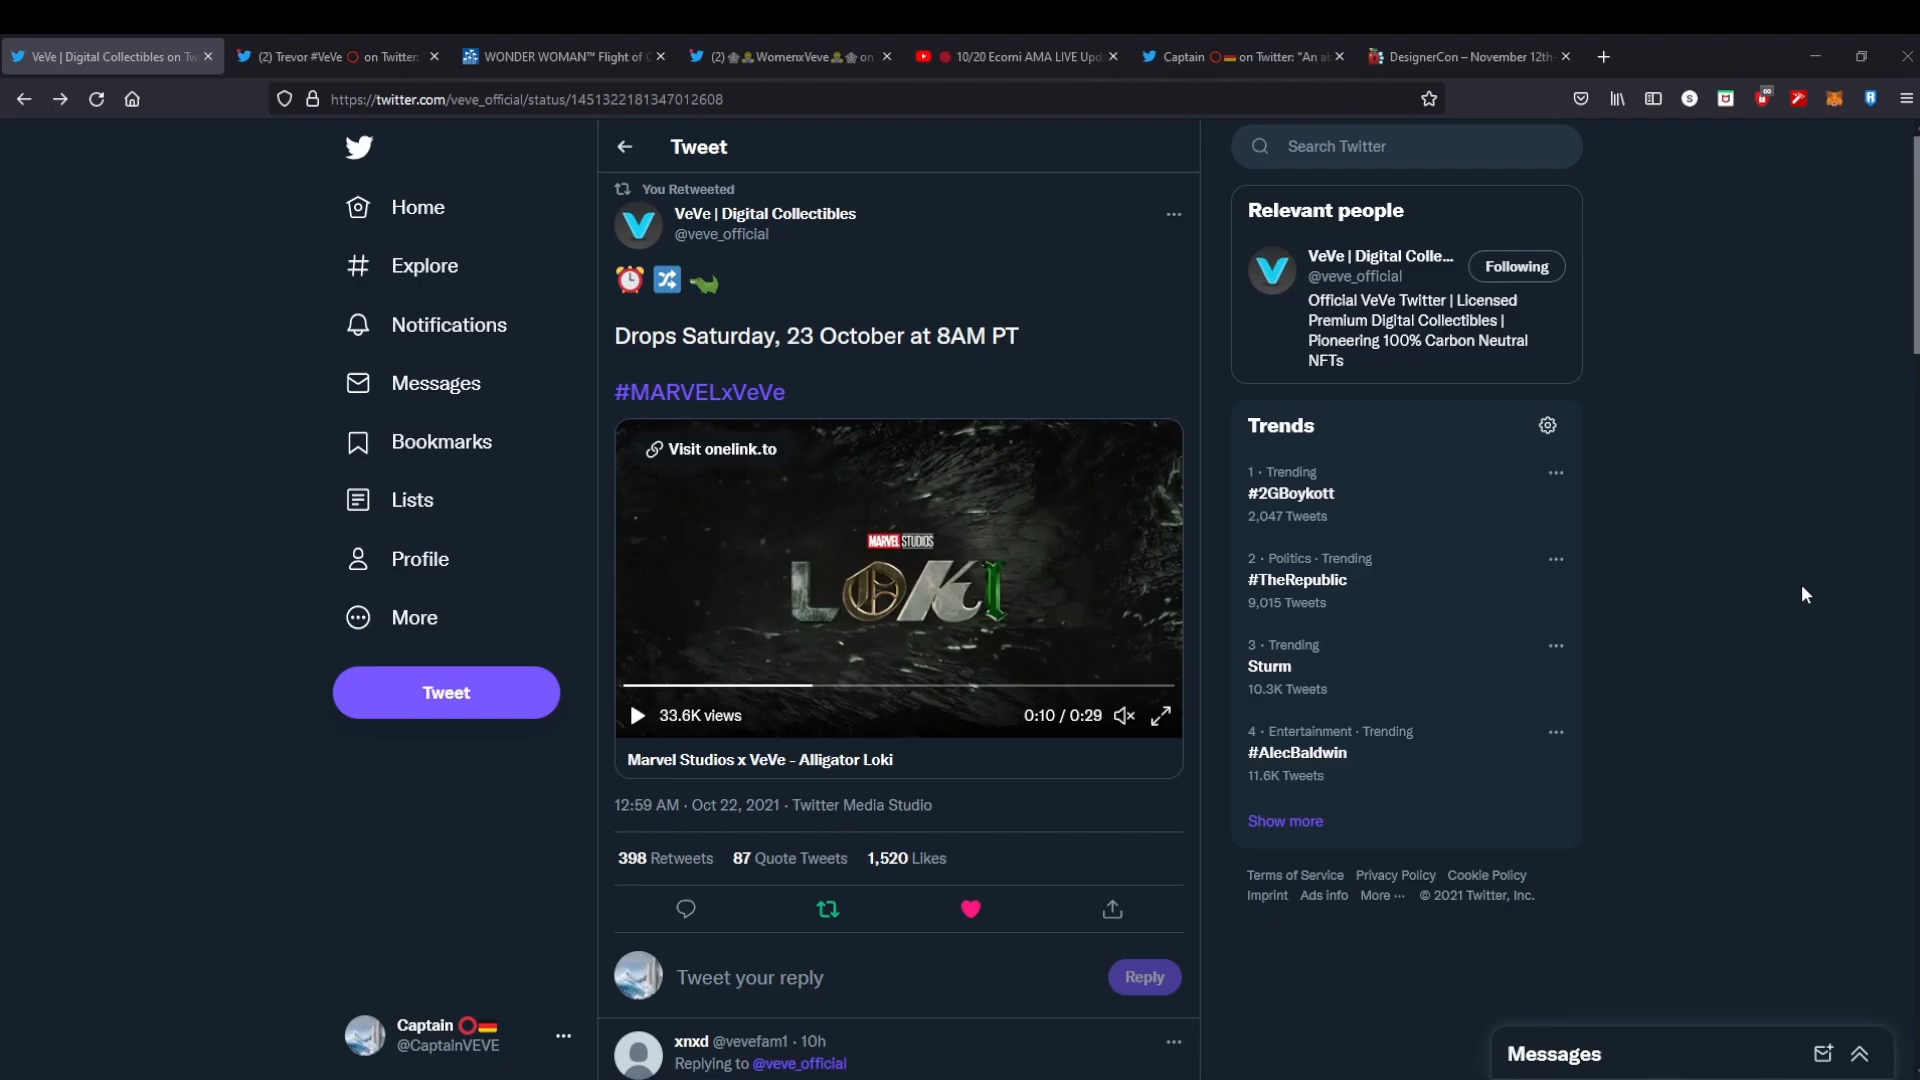 VeVe | Digital Collectibles on Tw
(2) Trevor #VeVe ⭕ on Twitter:
WONDER WOMAN™ Flight of C
WomenxVeve
on
10/20 Ecomi AMA LIVE Upd
Captain ⭕🇩🇪 on Twitter: "An al
DesignerCon – November 12th
https://twitter.com/veve_official/status/1451322181347012608
Tweet
Search Twitter
Home
Explore
Notifications
Messages
Bookmarks
Lists
Profile
More
Tweet
Captain ⭕🇩🇪
@CaptainVEVE
You Retweeted
VeVe | Digital Collectibles
@veve_official
⏰ 🔀 🐊
Drops Saturday, 23 October at 8AM PT
#MARVELxVeVe
Visit onelink.to
MARVEL STUDIOS
LOKI
33.6K views
0:10 / 0:29
Marvel Studios x VeVe - Alligator Loki
12:59 AM · Oct 22, 2021 · Twitter Media Studio
398 Retweets 87 Quote Tweets 1,520 Likes
Tweet your reply
Reply
xnxd @vevefam1 · 10h
Replying to @veve_official
Relevant people
VeVe | Digital Colle...
@veve_official
Following
Official VeVe Twitter | Licensed
Premium Digital Collectibles |
Pioneering 100% Carbon Neutral
NFTs
Trends
1 · Trending
#2GBoykott
2,047 Tweets
2 · Politics · Trending
#TheRepublic
9,015 Tweets
3 · Trending
Sturm
10.3K Tweets
4 · Entertainment · Trending
#AlecBaldwin
11.6K Tweets
Show more
Terms of Service Privacy Policy Cookie Policy
Imprint Ads info More ··· © 2021 Twitter, Inc.
Messages